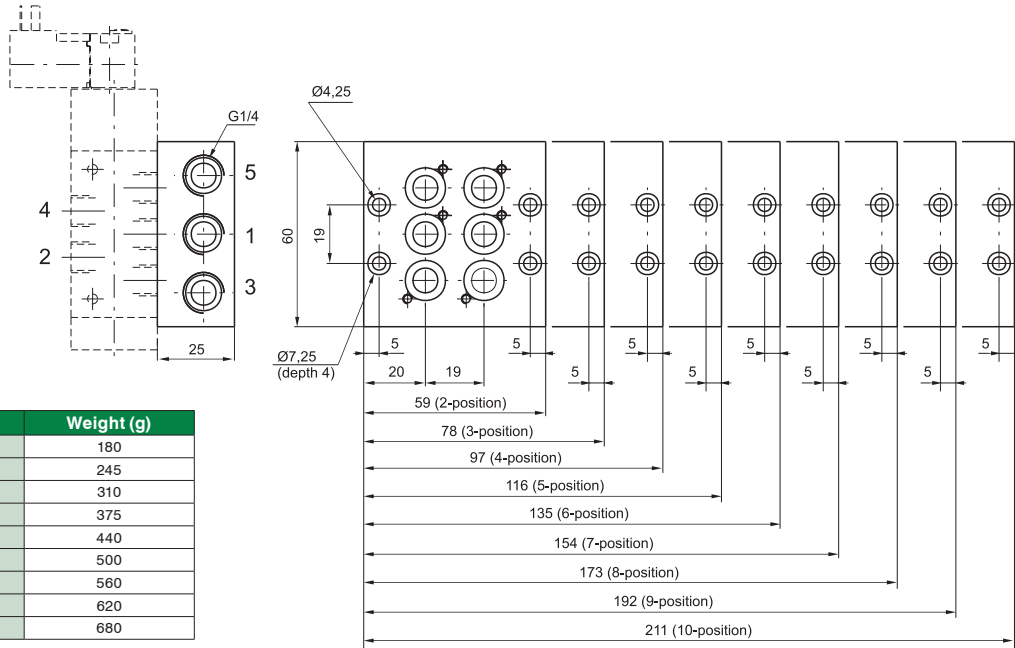 Ø4,25
G1/4
5
4
1
2
3
60
19
25
Ø7,25
(depth 4)
5
5
5
5
5
5
5
5
5
5
20
19
59 (2-position)
78 (3-position)
97 (4-position)
116 (5-position)
135 (6-position)
154 (7-position)
173 (8-position)
192 (9-position)
211 (10-position)
Weight (g)
180
245
310
375
440
500
560
620
680